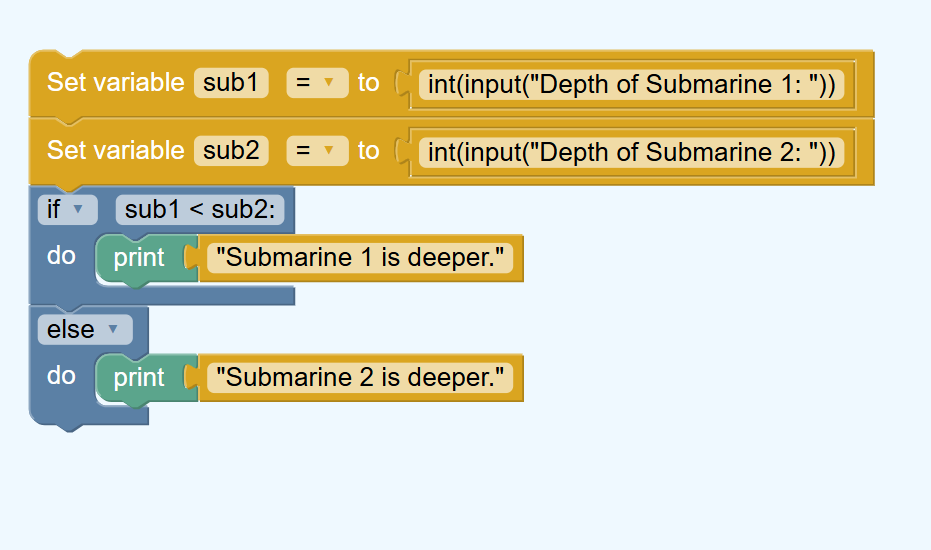 Set variable sub1 = to int(input("Depth of Submarine 1: "))
Set variable sub2 = to int(input("Depth of Submarine 2: "))
if sub1 < sub2:
do print "Submarine 1 is deeper."
else
do print "Submarine 2 is deeper."